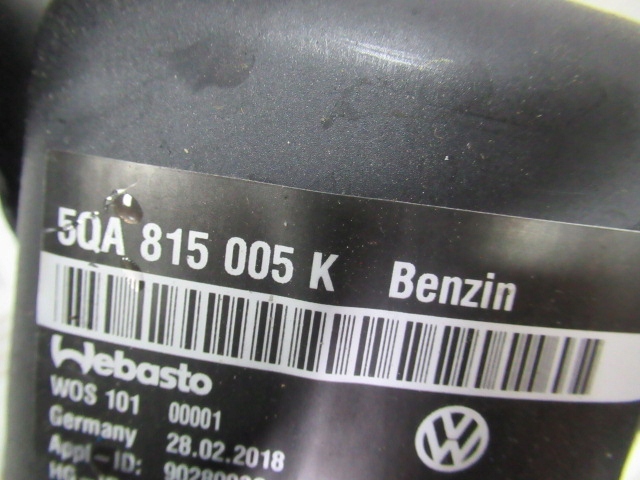 5QA 815 005 K Benzin
Webasto
WOS 101 00001
Germany 28.02.2018
Appl-ID: